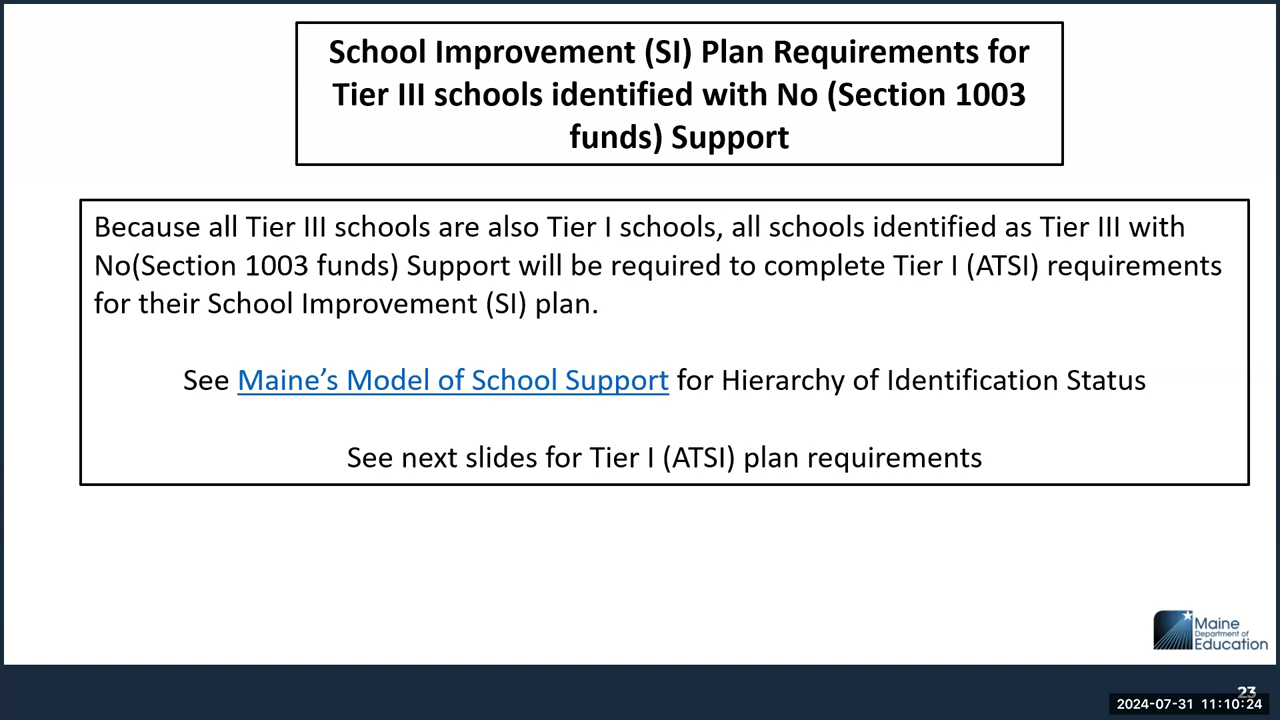 School Improvement (SI) Plan Requirements for
Tier III schools identified with No (Section 1003
funds) Support
Because all Tier III schools are also Tier I schools, all schools identified as Tier III with
No(Section 1003 funds) Support will be required to complete Tier I (ATSI) requirements
for their School Improvement (SI) plan.
See Maine’s Model of School Support for Hierarchy of Identification Status
See next slides for Tier I (ATSI) plan requirements
Maine
Department of
Education
23
2024-07-31 11:10:24